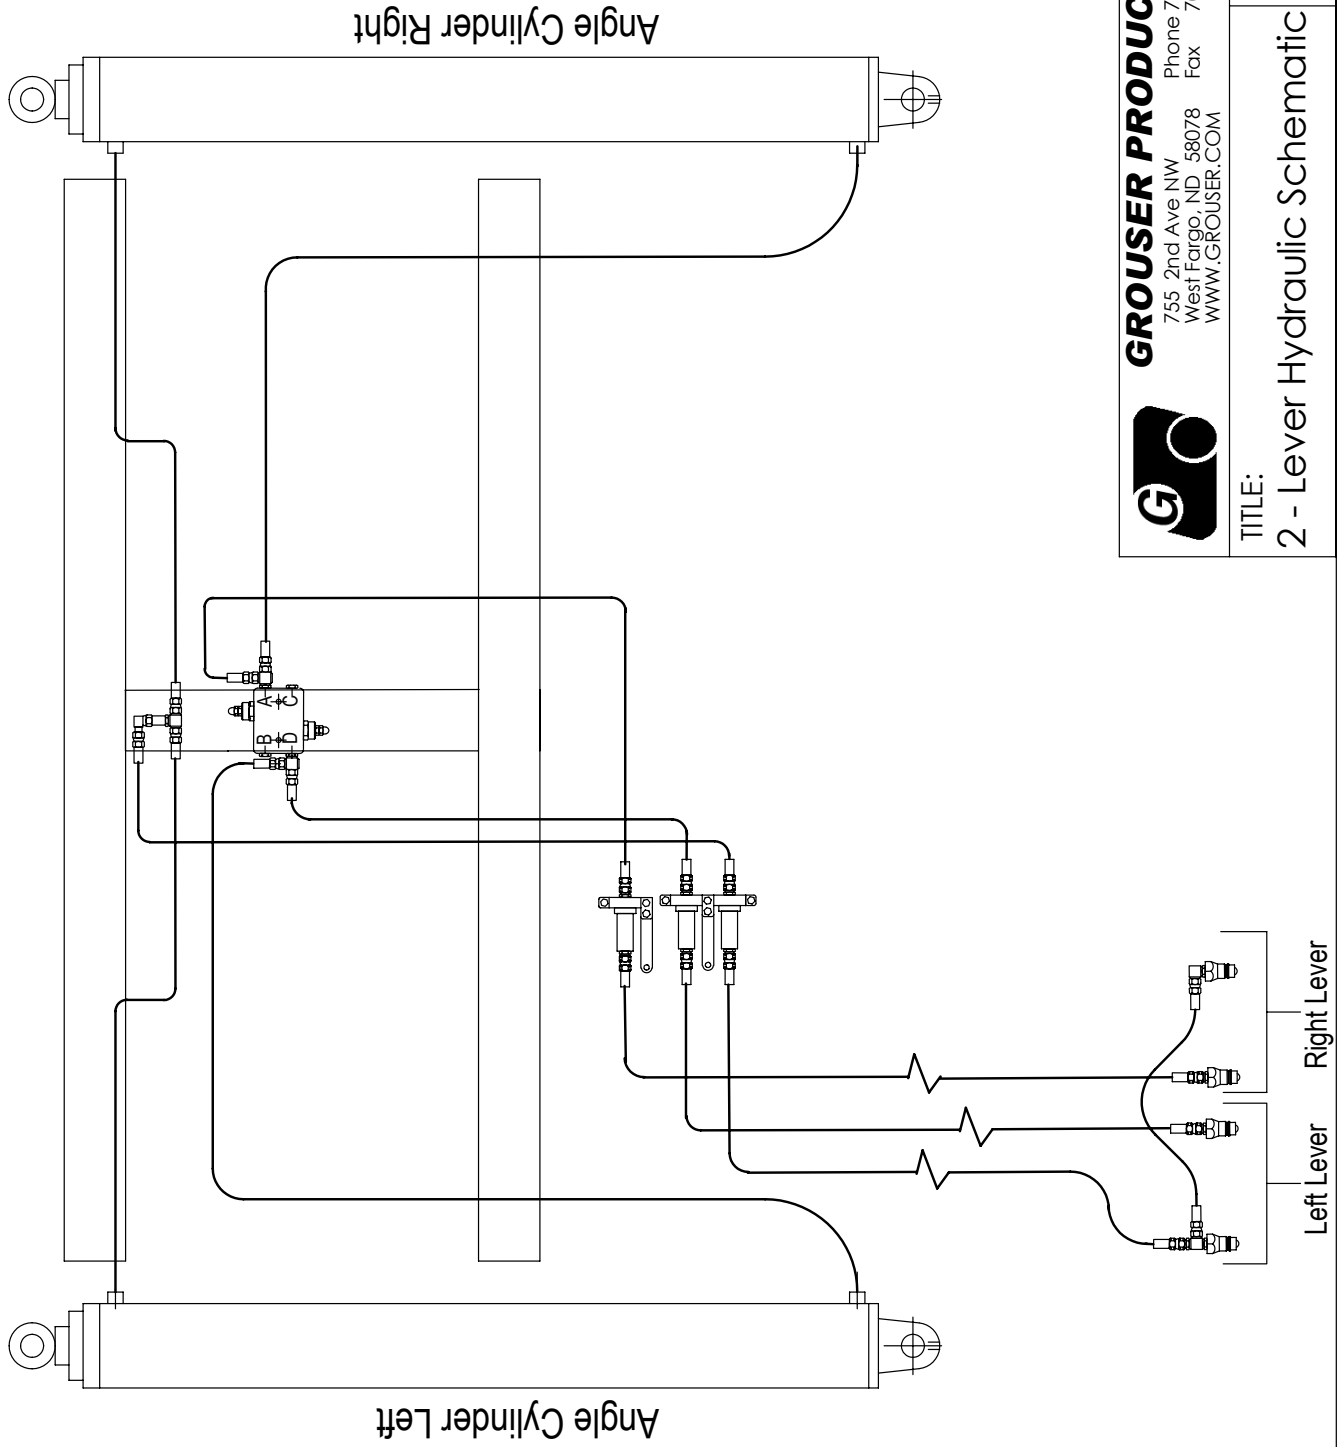 Angle Cylinder Right
A
C
B
D
Angle Cylinder Left
Right Lever
Left Lever
G
GROUSER PRODUC
755 2nd Ave NW Phone 7
West Fargo, ND 58078 Fax 7
WWW.GROUSER.COM
TITLE:
2 - Lever Hydraulic Schematic